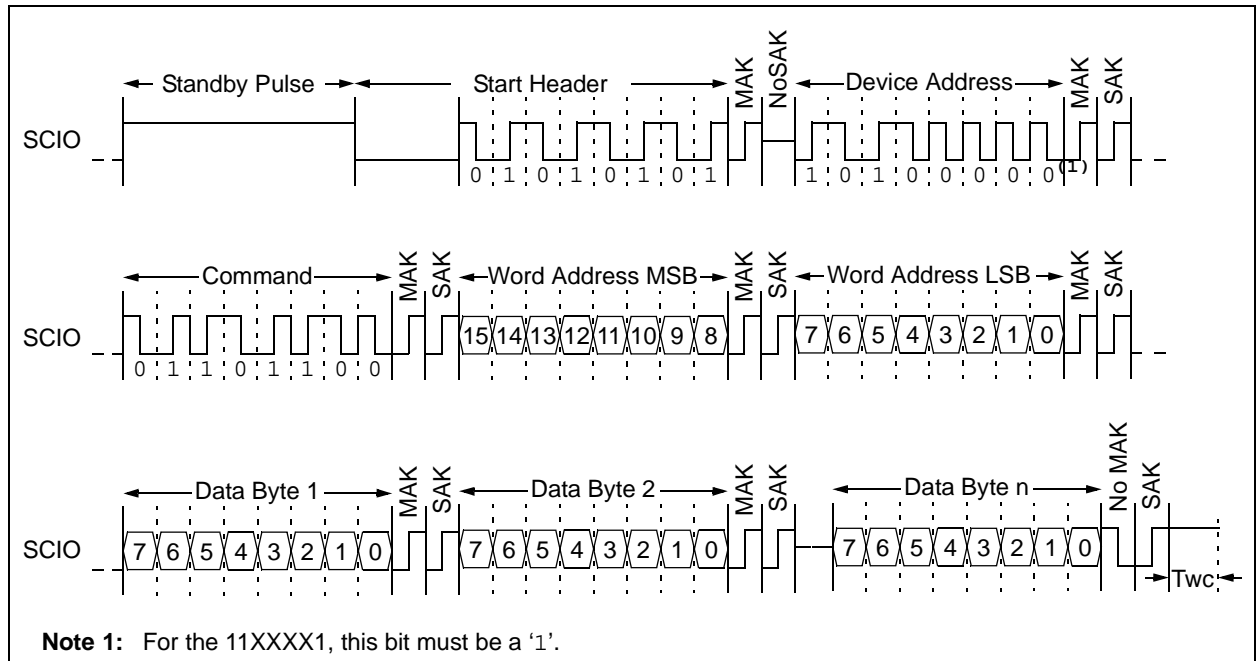 Standby Pulse Start Header MAK NoSAK Device Address MAK SAK
SCIO
0 1 0 1 0 1 0 1 1 0 1 0 0 0 0 0 (1)
Command MAK SAK Word Address MSB MAK SAK Word Address LSB MAK SAK
SCIO 15 14 13 12 11 10 9 8 7 6 5 4 3 2 1 0
0 1 1 0 1 1 0 0
Data Byte 1 MAK SAK Data Byte 2 MAK SAK Data Byte n No MAK SAK
SCIO 7 6 5 4 3 2 1 0 7 6 5 4 3 2 1 0 7 6 5 4 3 2 1 0
Twc
Note 1: For the 11XXXX1, this bit must be a ‘1’.